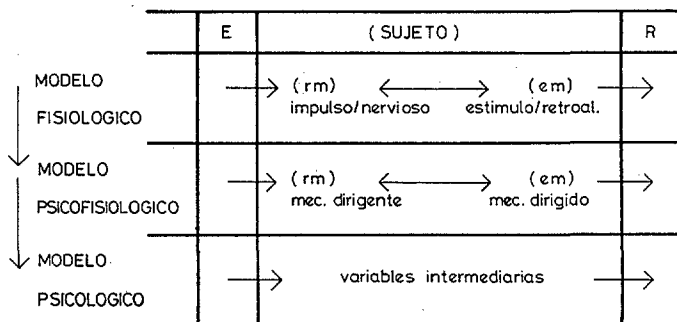 E ( SUJETO ) R
MODELO
FISIOLOGICO
( rm) (em)
impulso/nervioso estimulo/retroal.
MODELO
PSICOFISIOLOGICO
( rm) (em)
mec. dirigente mec. dirigido
MODELO
PSICOLOGICO
variables intermediarias